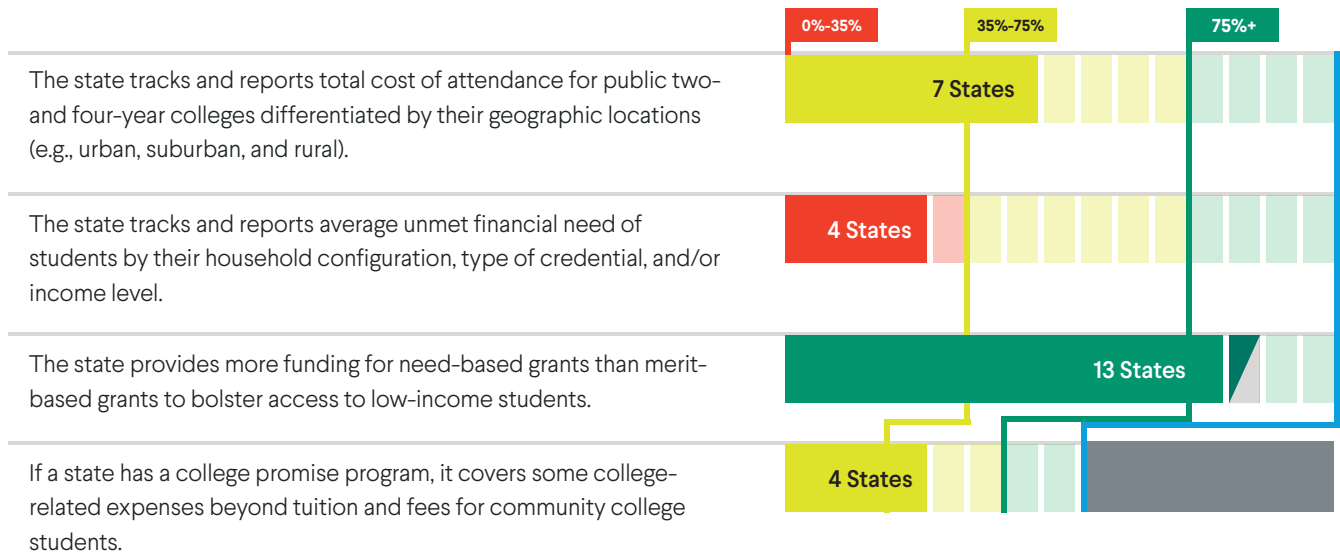 0%-35%
35%-75%
75%+
The state tracks and reports total cost of attendance for public two-
and four-year colleges differentiated by their geographic locations
(e.g., urban, suburban, and rural).
7 States
The state tracks and reports average unmet financial need of
students by their household configuration, type of credential, and/or
income level.
4 States
The state provides more funding for need-based grants than merit-
based grants to bolster access to low-income students.
13 States
If a state has a college promise program, it covers some college-
related expenses beyond tuition and fees for community college
students.
4 States